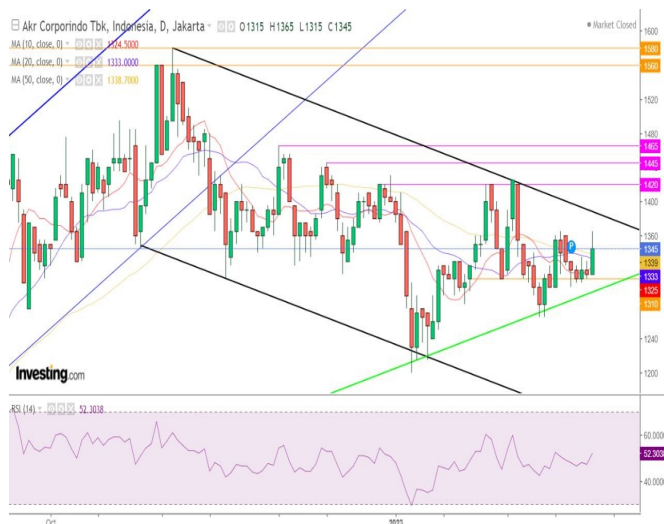 Akr Corporindo Tbk, Indonesia, D, Jakarta O1315 H1365 L1315 C1345
Market Closed
MA (10, close, 0) 1324.5000
MA (20, close, 0) 1333.0000
MA (50, close, 0) 1338.7000
1600
1580
1560
1520
1480
1465
1445
1420
1400
1360
1345
1339
1333
1325
1310
1280
1240
1200
Investing.com
RSI (14) 52.3038
60.0000
52.3038
40.0000
Oct